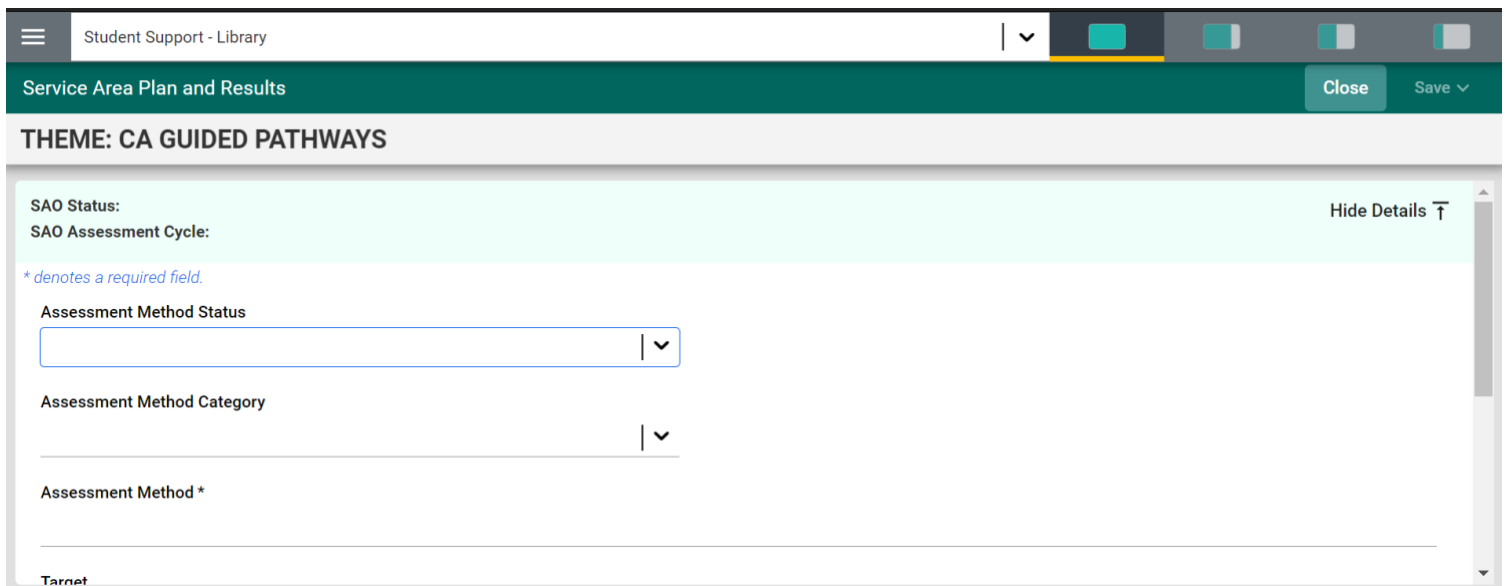 Student Support - Library
Service Area Plan and Results
Close
Save
THEME: CA GUIDED PATHWAYS
SAO Status:
Hide Details
SAO Assessment Cycle:
* denotes a required field.
Assessment Method Status
Assessment Method Category
Assessment Method *
Target